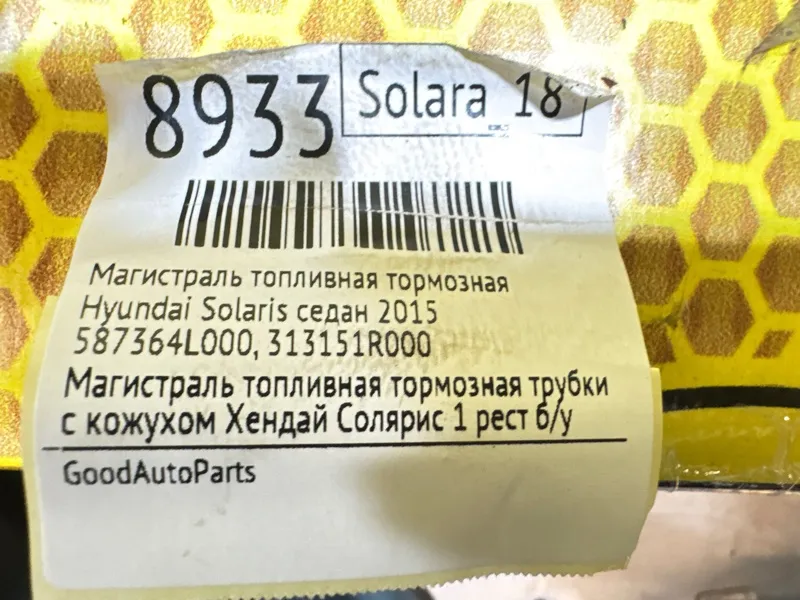 8933
Solara 18
Магистраль топливная тормозная
Hyundai Solaris седан 2015
587364L000, 313151R000
Магистраль топливная тормозная трубки
с кожухом Хендай Солярис 1 рест б/у
GoodAutoParts